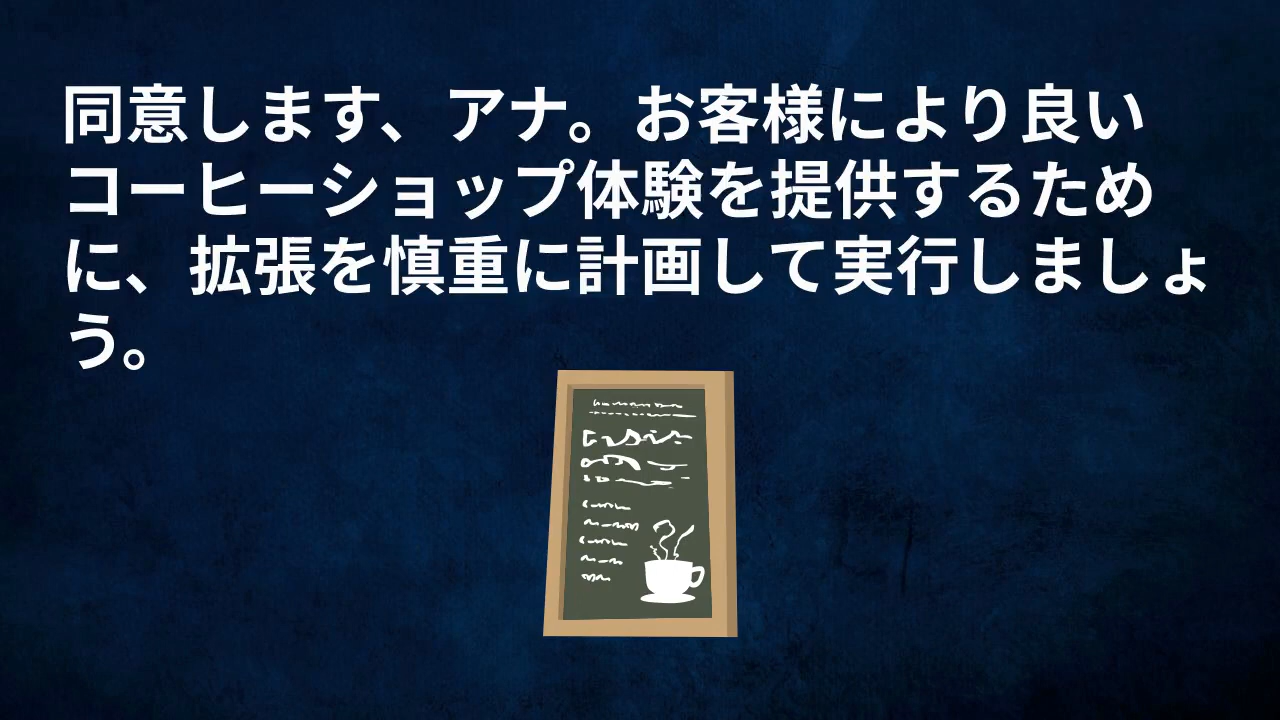 同意します、アナ。お客様により良い
コーヒーショップ体験を提供するため
に、拡張を慎重に計画して実行しましょ
う。